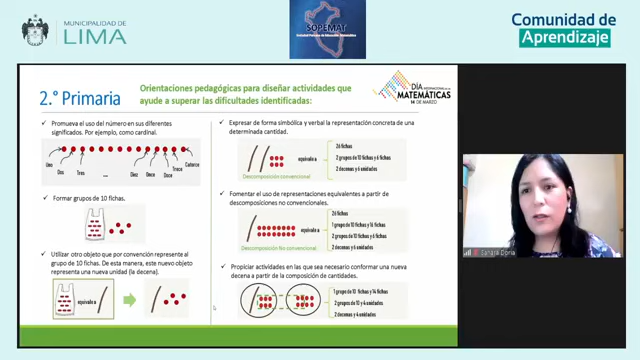 MUNICIPALIDAD DE
LIMA
SOPEMAT
Comunidad de
Aprendizaje
2.° Primaria
Orientaciones pedagógicas para diseñar actividades que
ayude a superar las dificultades identificadas:
DÍA
MATEMÁTICAS
14 DE MARZO
✓ Promueva el uso del número en sus diferentes
significados. Por ejemplo, como cardinal.
Uno
Dos
Tres
...
Diez
Once
Doce
Trece
Catorce
✓ Formar grupos de 10 fichas.
✓ Utilizar otro objeto que por convención represente al
grupo de 10 fichas. De esta manera, este nuevo objeto
representa una nueva unidad (la decena).
equivale a
✓ Expresar de forma simbólica y verbal la representación concreta de una
determinada cantidad.
equivale a
26 fichas
2 grupos de 10 fichas y 6 fichas
2 decenas y 6 unidades
Descomposición convencional
✓ Fomentar el uso de representaciones equivalentes a partir de
descomposiciones no convencionales.
equivale a
26 fichas
1 grupo de 10 fichas y 16 fichas
2 grupos de 10 fichas y 6 fichas
2 decenas y 6 unidades
Descomposición No convencional
✓ Propiciar actividades en las que sea necesario conformar una nueva
decena a partir de la composición de cantidades.
1 grupo de 10 fichas y 14 fichas
2 grupos de 10 y 4 unidades
2 decenas y 4 unidades